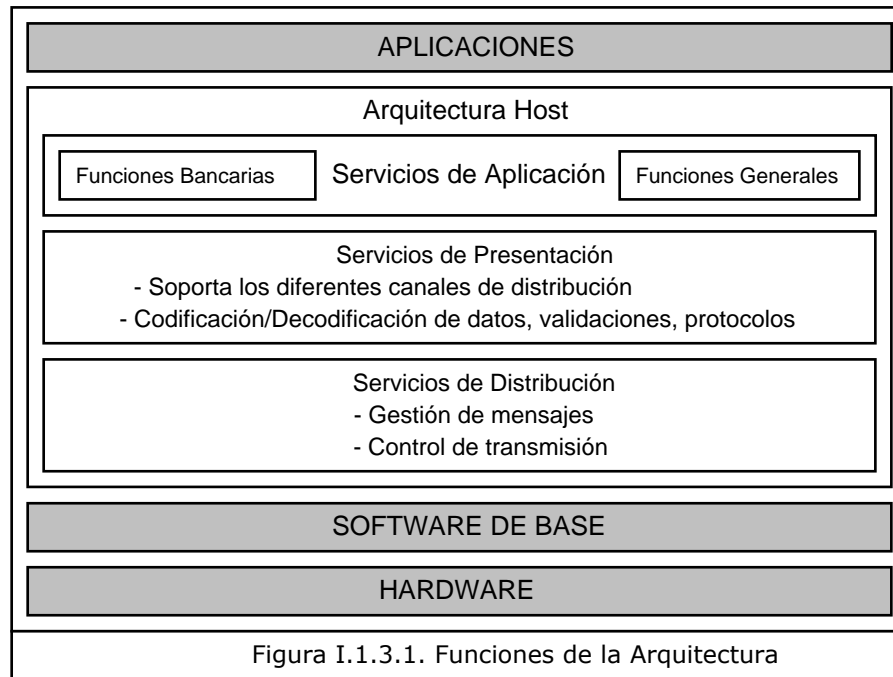 APLICACIONES
Arquitectura Host
Funciones Bancarias
Servicios de Aplicación
Funciones Generales
Servicios de Presentación
- Soporta los diferentes canales de distribución
- Codificación/Decodificación de datos, validaciones, protocolos
Servicios de Distribución
- Gestión de mensajes
- Control de transmisión
SOFTWARE DE BASE
HARDWARE
Figura I.1.3.1. Funciones de la Arquitectura